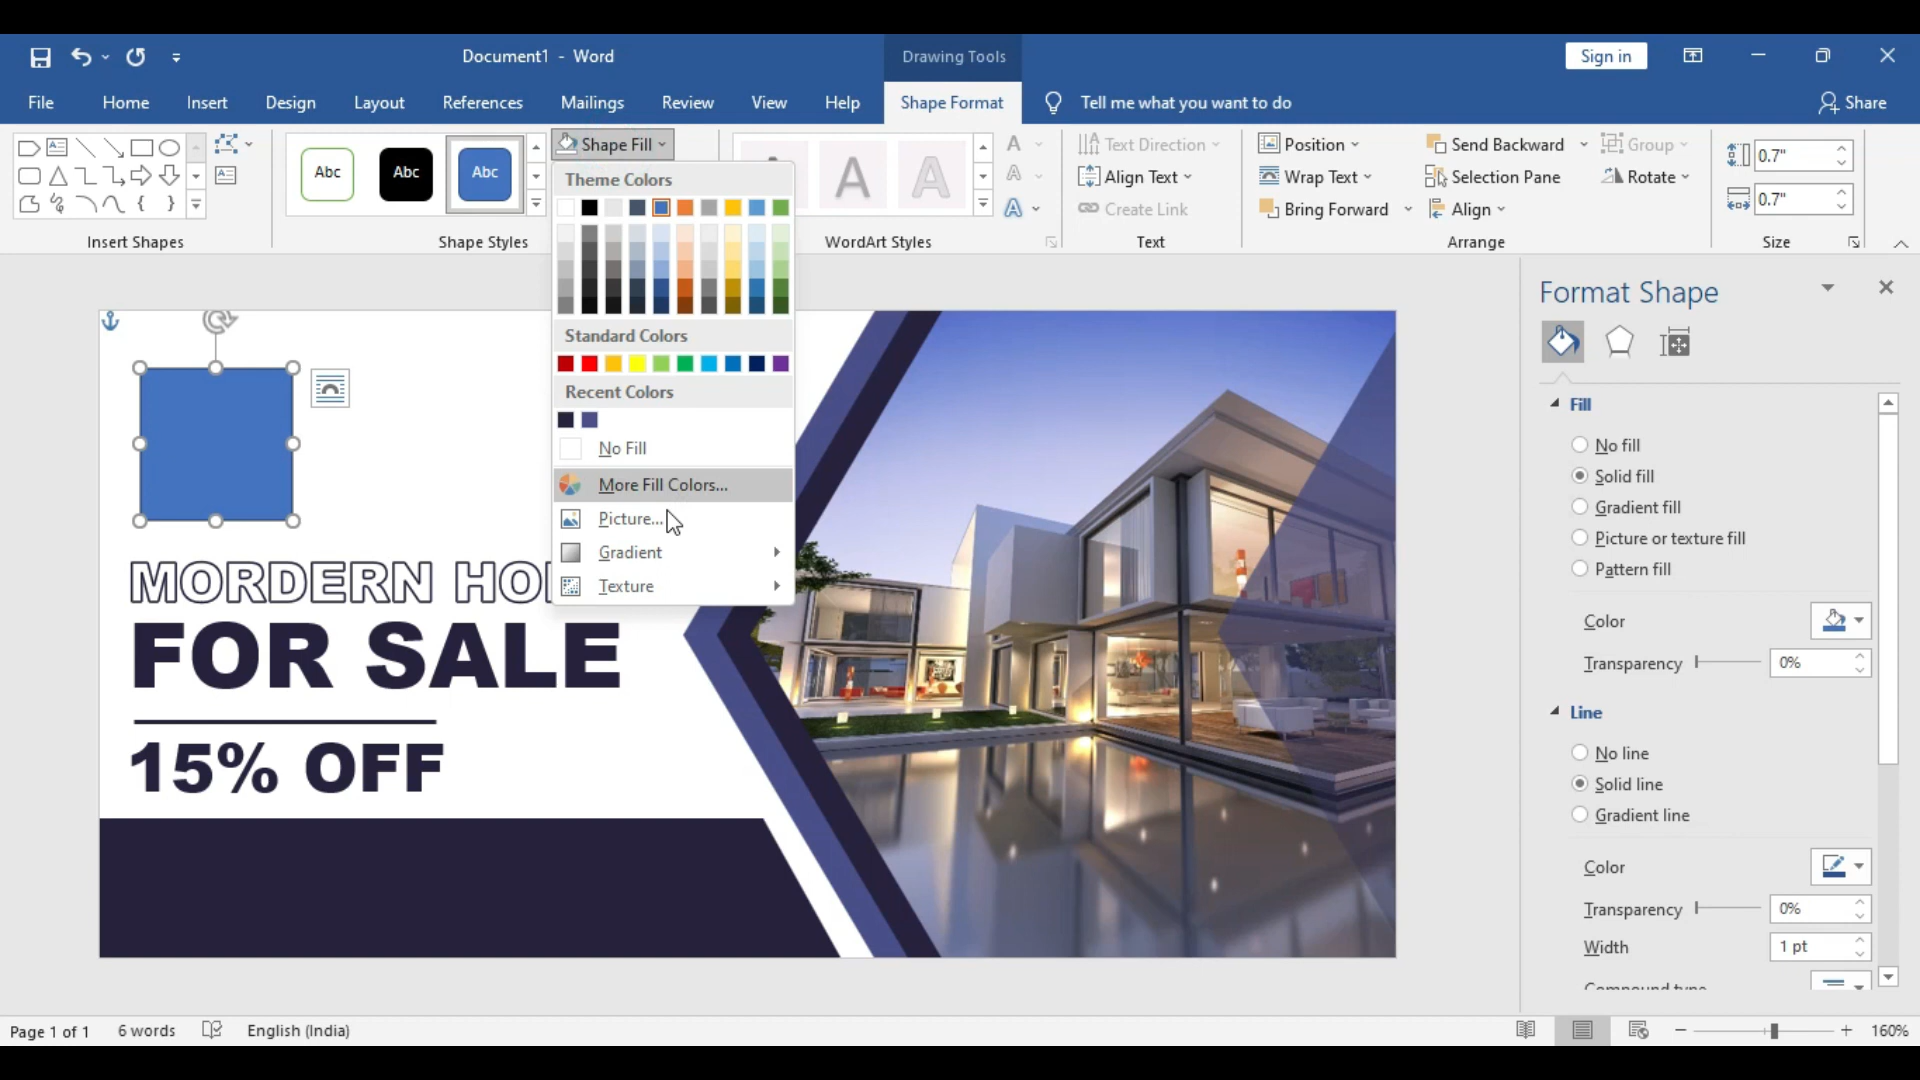 Document1 - Word
Drawing Tools
Sign in
File
Home
Insert
Design
Layout
References
Mailings
Review
View
Help
Shape Format
Tell me what you want to do
Share
Abc
Abc
Abc
Shape Fill
Text Direction
Align Text
Create Link
Position
Wrap Text
Bring Forward
Send Backward
Selection Pane
Align
Group
Rotate
0.7"
0.7"
Insert Shapes
Shape Styles
WordArt Styles
Text
Arrange
Size
Theme Colors
Standard Colors
Recent Colors
No Fill
More Fill Colors...
Picture...
Gradient
Texture
MORDERN
FOR SALE
15% OFF
Format Shape
Fill
No fill
Solid fill
Gradient fill
Picture or texture fill
Pattern fill
Color
Transparency 0%
Line
No line
Solid line
Gradient line
Color
Transparency 0%
Width 1 pt
Page 1 of 1
6 words
English (India)
160%